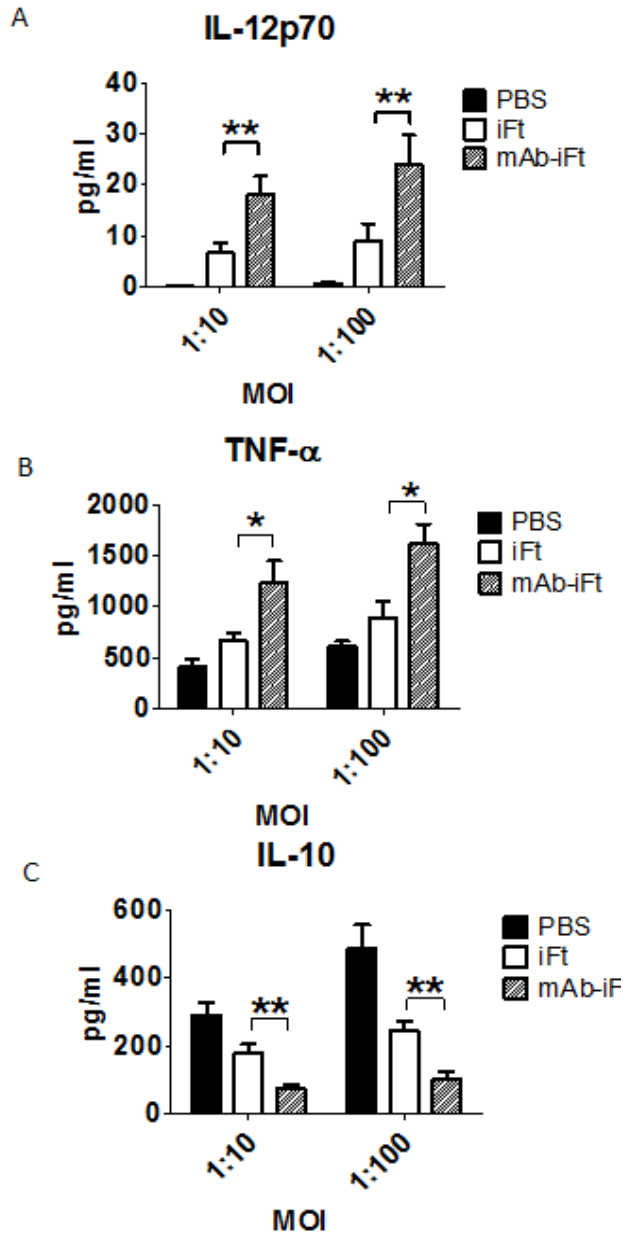 A
IL-12p70
40
30
20
10
0
pg/ml
**
**
PBS
iFt
mAb-iFt
1:10
1:100
MOI
B
TNF-α
2000
1500
1000
500
0
pg/ml
*
*
PBS
iFt
mAb-iFt
1:10
1:100
MOI
C
IL-10
600
400
200
0
pg/ml
**
**
PBS
iFt
mAb-iF
1:10
1:100
MOI